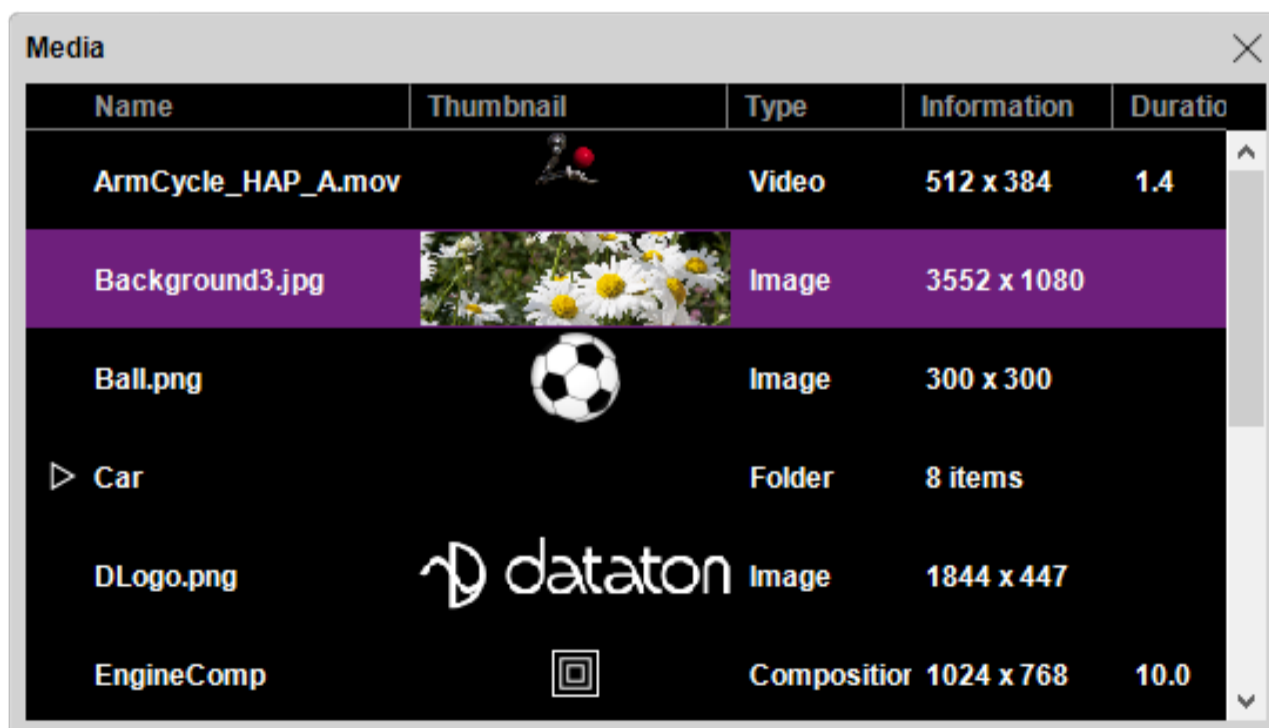 Media
Name Thumbnail Type Information Duratio
ArmCycle_HAP_A.mov Video 512 x 384 1.4
Background3.jpg Image 3552 x 1080
Ball.png Image 300 x 300
Car Folder 8 items
DLogo.png dataton Image 1844 x 447
EngineComp Composition 1024 x 768 10.0